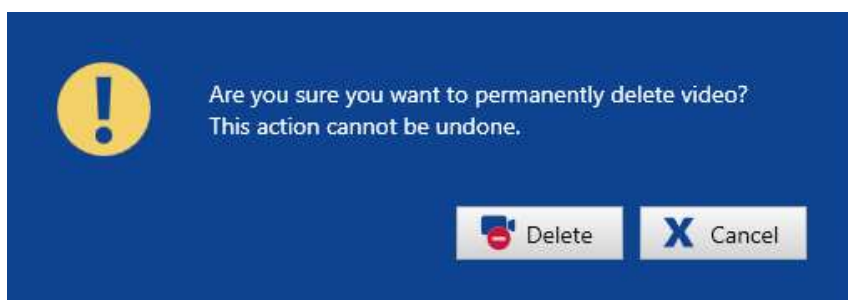 Are you sure you want to permanently delete video?
This action cannot be undone.
Delete
Cancel